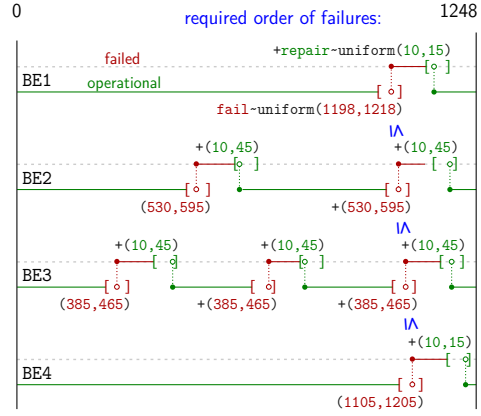 0 required order of failures: 1248
failed +repair~uniform(10,15)
BE1 operational
fail~uniform(1198,1218)
≤
+(10,45) +(10,45)
BE2
(530,595) +(530,595)
≤
+(10,45) +(10,45) +(10,45)
BE3
(385,465) +(385,465) +(385,465)
≤
+(10,15)
BE4
(1105,1205)